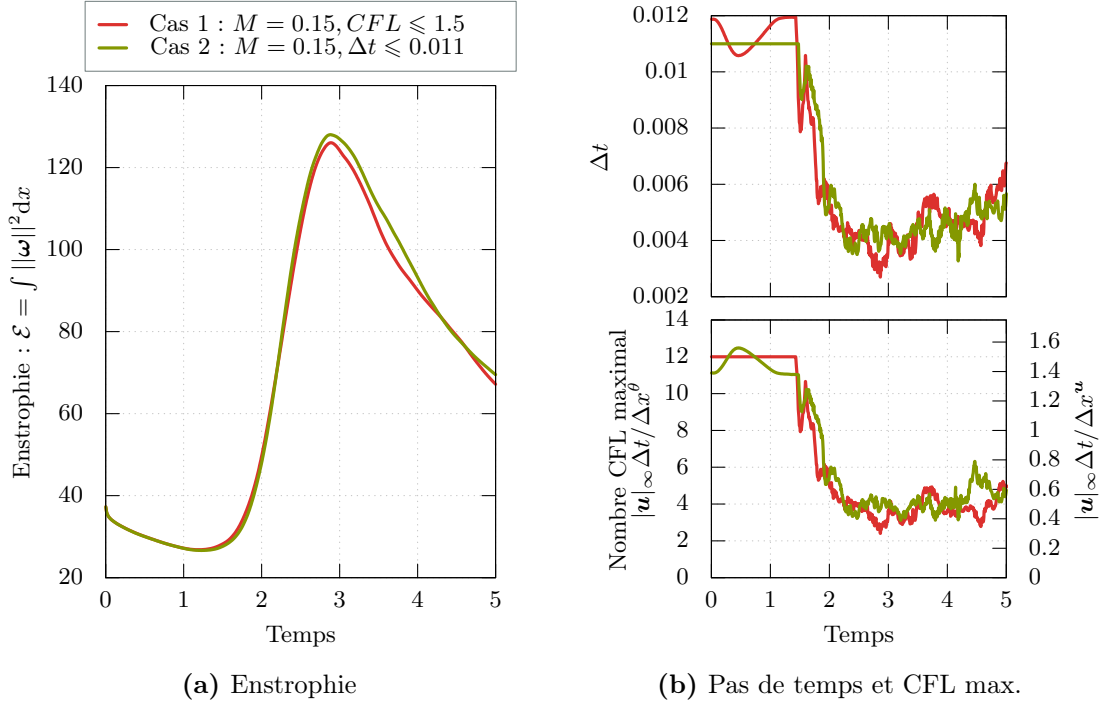 Cas 1 : M = 0.15, CFL ⩽ 1.5
Cas 2 : M = 0.15, Δt ⩽ 0.011
Enstrophie : ℰ = ∫ ||ω||²dx
140
120
100
80
60
40
20
0 1 2 3 4 5
Temps
(a) Enstrophie
Δt
0.012
0.01
0.008
0.006
0.004
0.002
Nombre CFL maximal
|u|∞Δt/Δx^θ
14
12
10
8
6
4
2
0
1.6
1.4
1.2
1
0.8
0.6
0.4
0.2
0
|u|∞Δt/Δx^u
0 1 2 3 4 5
Temps
(b) Pas de temps et CFL max.